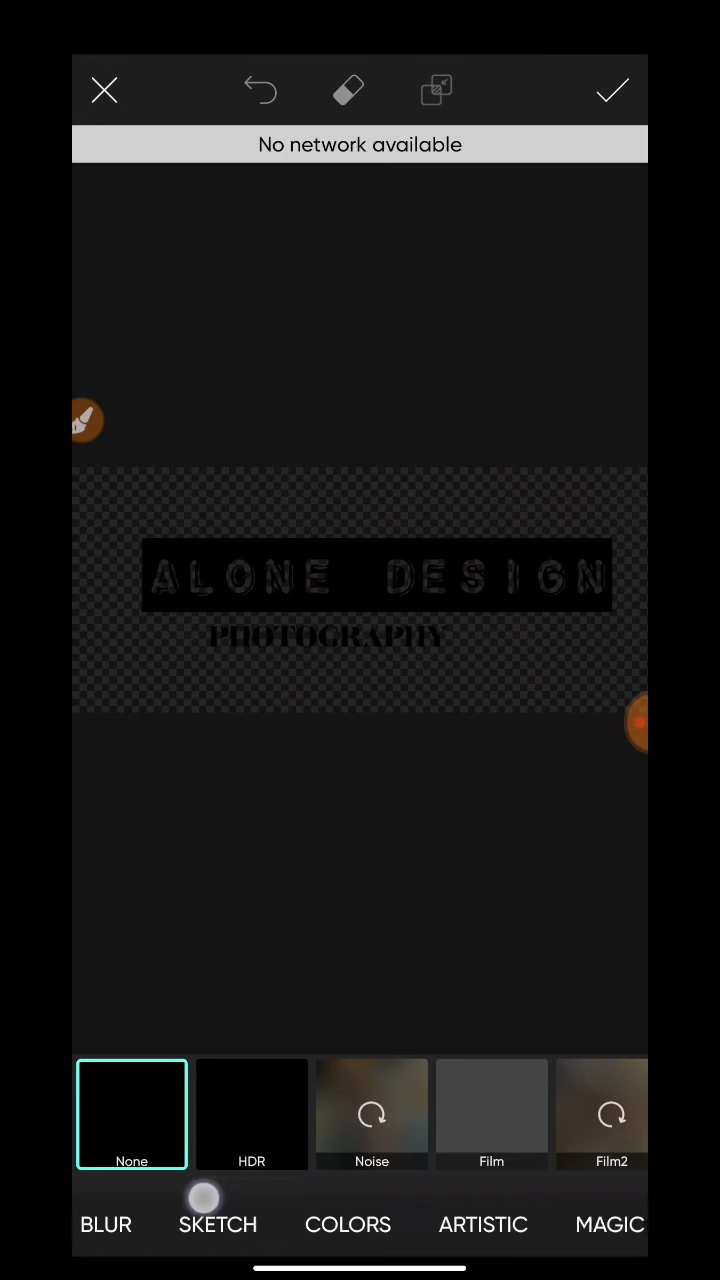 No network available
ALONE DESIGN
PHOTOGRAPHY
None HDR Noise Film Film2
BLUR SKETCH COLORS ARTISTIC MAGIC